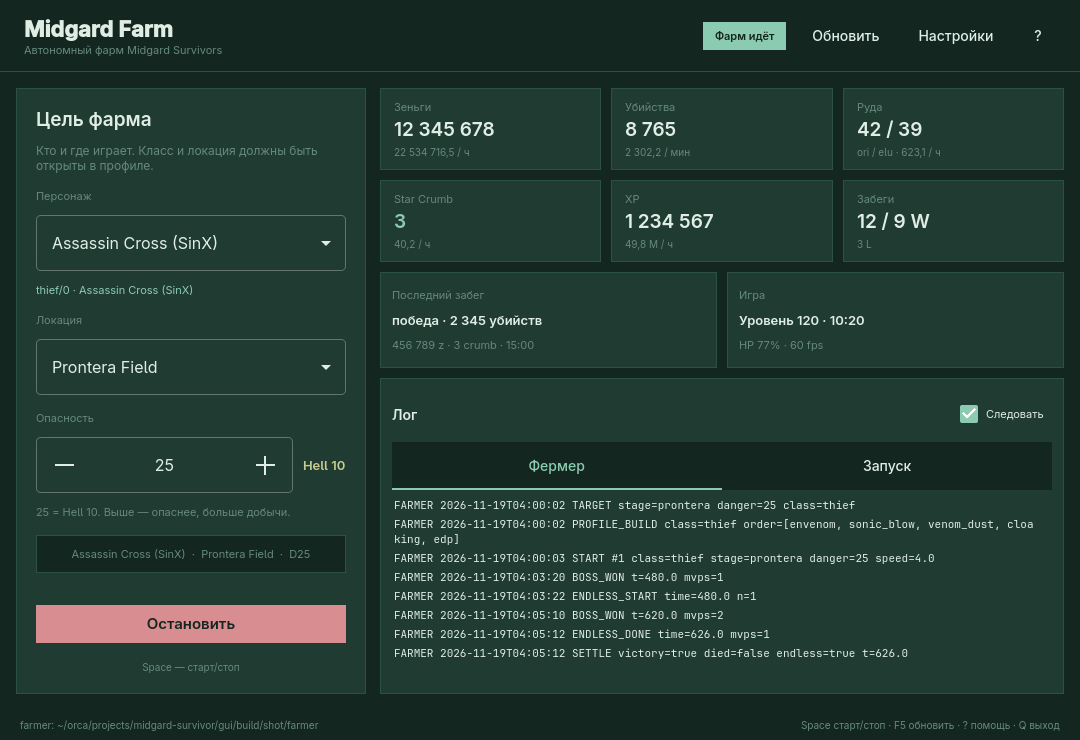 Midgard Farm
Автономный фарм Midgard Survivors
Фарм идёт
Обновить
Настройки
?
Цель фарма
Кто и где играет. Класс и локация должны быть
открыты в профиле.
Персонаж
Assassin Cross (SinX)
thief/0 · Assassin Cross (SinX)
Локация
Prontera Field
Опасность
25
Hell 10
25 = Hell 10. Выше — опаснее, больше добычи.
Assassin Cross (SinX) · Prontera Field · D25
Остановить
Space — старт/стоп
Зеньги
12 345 678
22 534 716,5 / ч
Убийства
8 765
2 302,2 / мин
Руда
42 / 39
ori / elu · 623,1 / ч
Star Crumb
3
40,2 / ч
XP
1 234 567
49,8 M / ч
Забеги
12 / 9 W
3 L
Последний забег
победа · 2 345 убийств
456 789 z · 3 crumb · 15:00
Игра
Уровень 120 · 10:20
HP 77% · 60 fps
Лог
Следовать
Фермер
Запуск
FARMER 2026-11-19T04:00:02 TARGET stage=prontera danger=25 class=thief
FARMER 2026-11-19T04:00:02 PROFILE_BUILD class=thief order=[envenom, sonic_blow, venom_dust, cloa
king, edp]
FARMER 2026-11-19T04:00:03 START #1 class=thief stage=prontera danger=25 speed=4.0
FARMER 2026-11-19T04:03:20 BOSS_WON t=480.0 mvps=1
FARMER 2026-11-19T04:03:22 ENDLESS_START time=480.0 n=1
FARMER 2026-11-19T04:05:10 BOSS_WON t=620.0 mvps=2
FARMER 2026-11-19T04:05:12 ENDLESS_DONE time=626.0 mvps=1
FARMER 2026-11-19T04:05:12 SETTLE victory=true died=false endless=true t=626.0
farmer: ~/orca/projects/midgard-survivor/gui/build/shot/farmer
Space старт/стоп · F5 обновить · ? помощь · Q выход